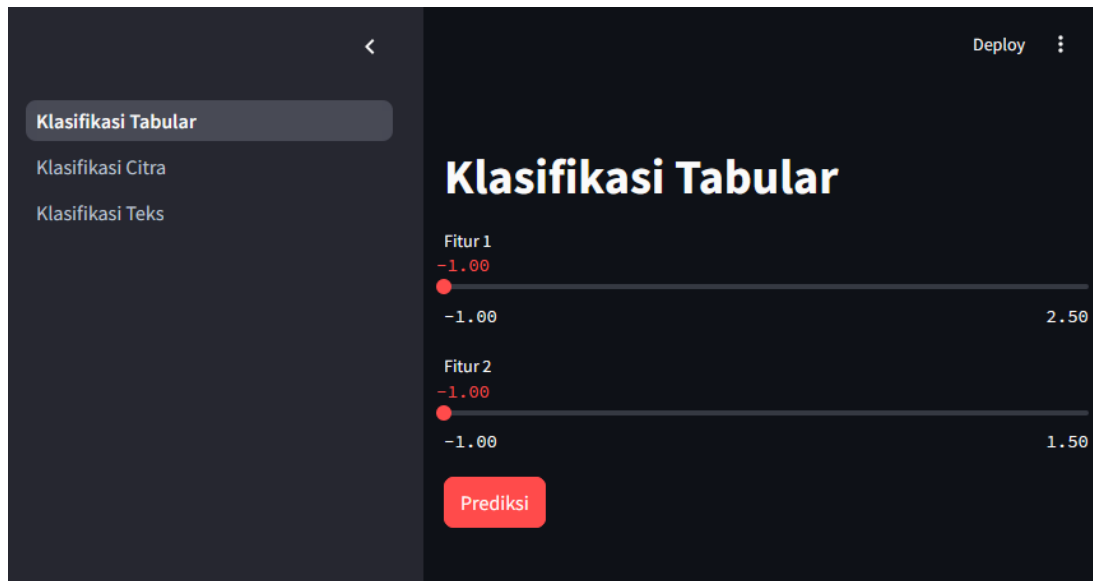 Deploy
Klasifikasi Tabular
Klasifikasi Citra
Klasifikasi Teks
Klasifikasi Tabular
Fitur 1
-1.00
-1.00 2.50
Fitur 2
-1.00
-1.00 1.50
Prediksi